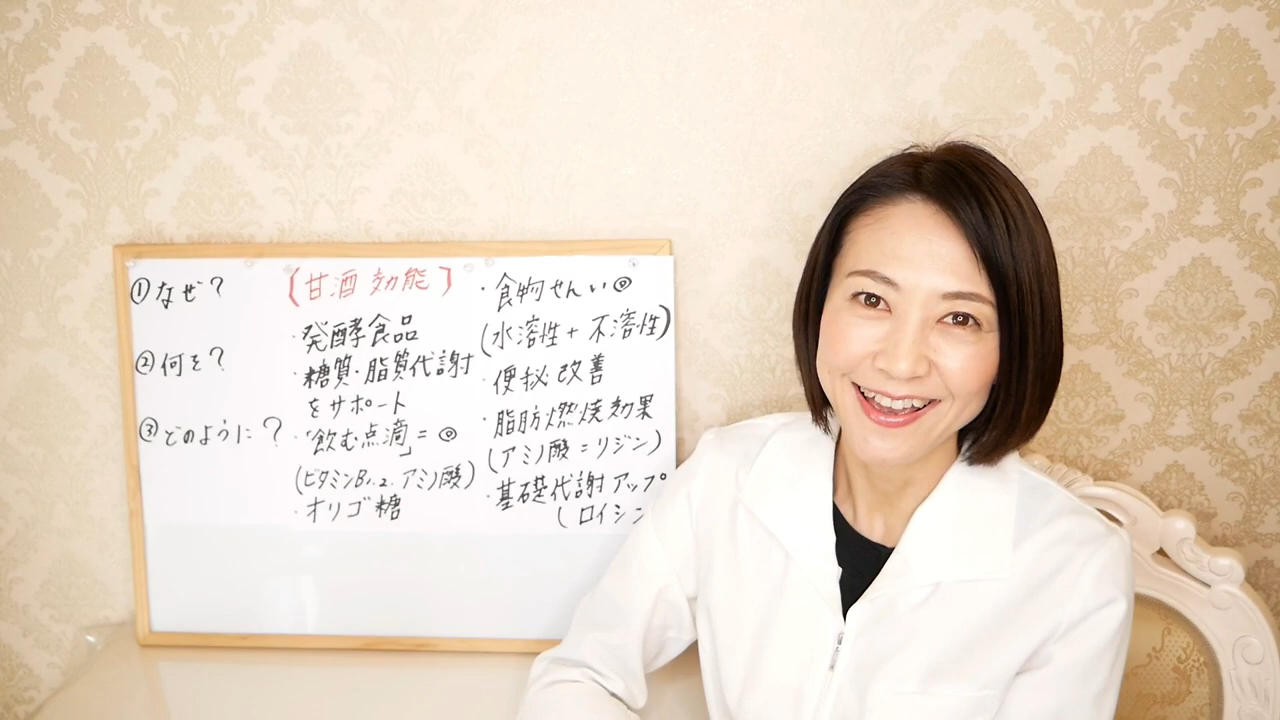 ①なぜ?
②何を?
③どのように?
【甘酒 効能】
・発酵食品
・糖質・脂質代謝
をサポート
・「飲む点滴」=◎
(ビタミンB1.2.アミノ酸)
・オリゴ糖
・食物せんい◎
(水溶性+不溶性)
・便秘改善
・脂肪燃焼効果
(アミノ酸=リジン)
・基礎代謝アップ
(ロイシン